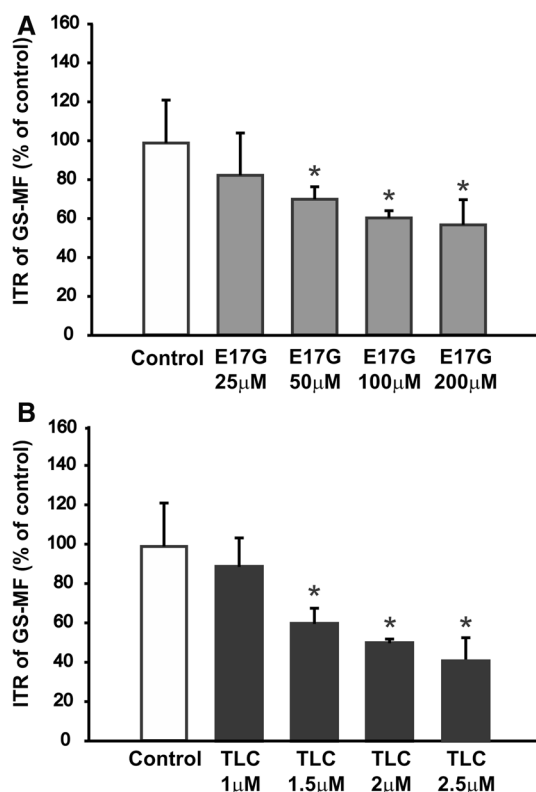 A
ITR of GS-MF (% of control)
160
140
120
100
80
60
40
20
0
* * *
Control E17G E17G E17G E17G
25μM 50μM 100μM 200μM
B
ITR of GS-MF (% of control)
160
140
120
100
80
60
40
20
0
* * *
Control TLC TLC TLC TLC
1μM 1.5μM 2μM 2.5μM